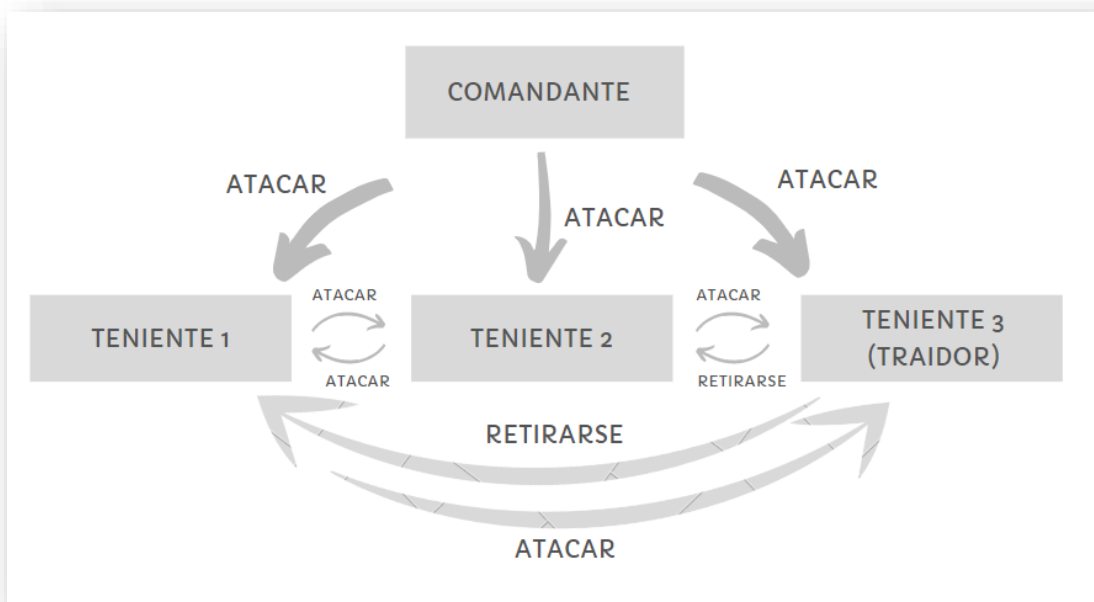 COMANDANTE
ATACAR
ATACAR
ATACAR
ATACAR
ATACAR
TENIENTE 1
TENIENTE 2
TENIENTE 3
(TRAIDOR)
ATACAR
RETIRARSE
RETIRARSE
ATACAR